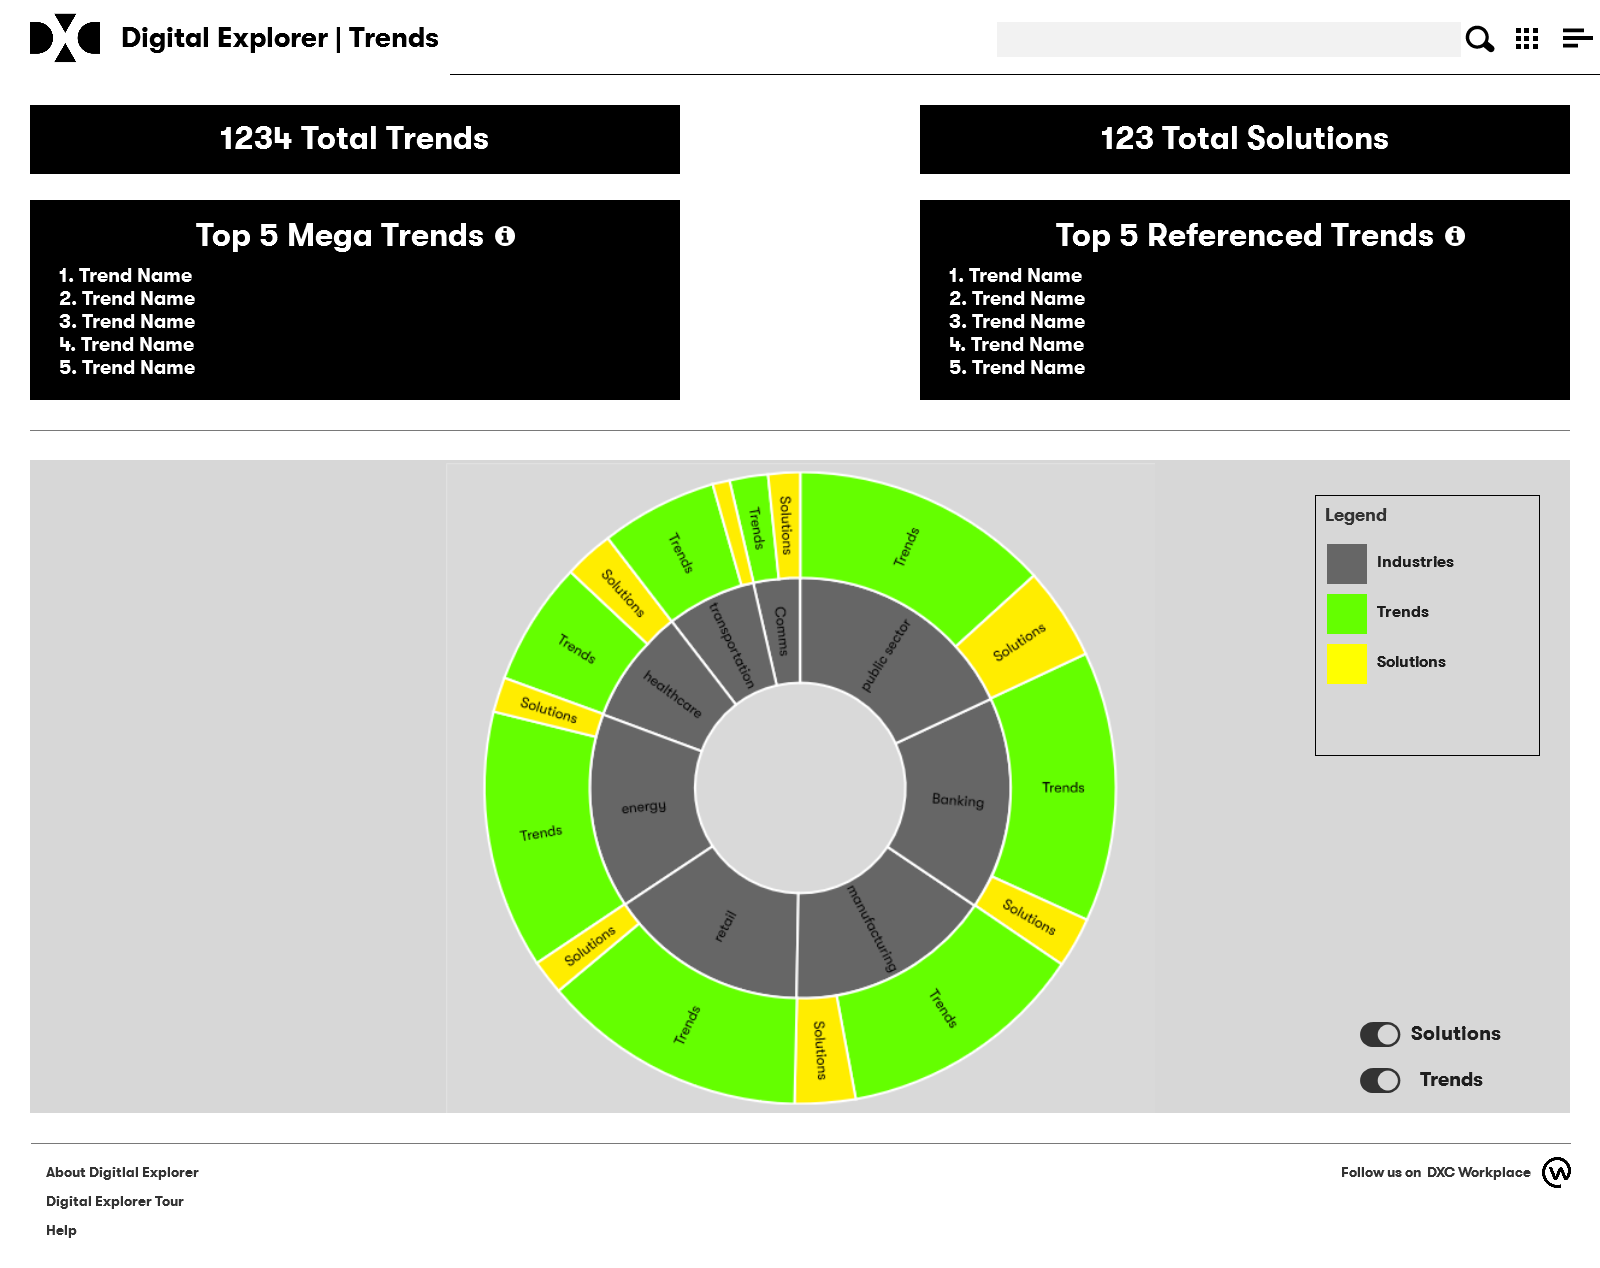 DXC
Digital Explorer | Trends
1234 Total Trends
123 Total Solutions
Top 5 Mega Trends
1. Trend Name
2. Trend Name
3. Trend Name
4. Trend Name
5. Trend Name
Top 5 Referenced Trends
1. Trend Name
2. Trend Name
3. Trend Name
4. Trend Name
5. Trend Name
Trends
Solutions
Trends
Solutions
Trends
Solutions
Trends
Solutions
Trends
Solutions
Trends
Solutions
Trends
Trends
Solutions
public sector
Banking
manufacturing
retail
energy
healthcare
transportation
Comms
Legend
Industries
Trends
Solutions
Solutions
Trends
About Digitlal Explorer
Digital Explorer Tour
Help
Follow us on DXC Workplace